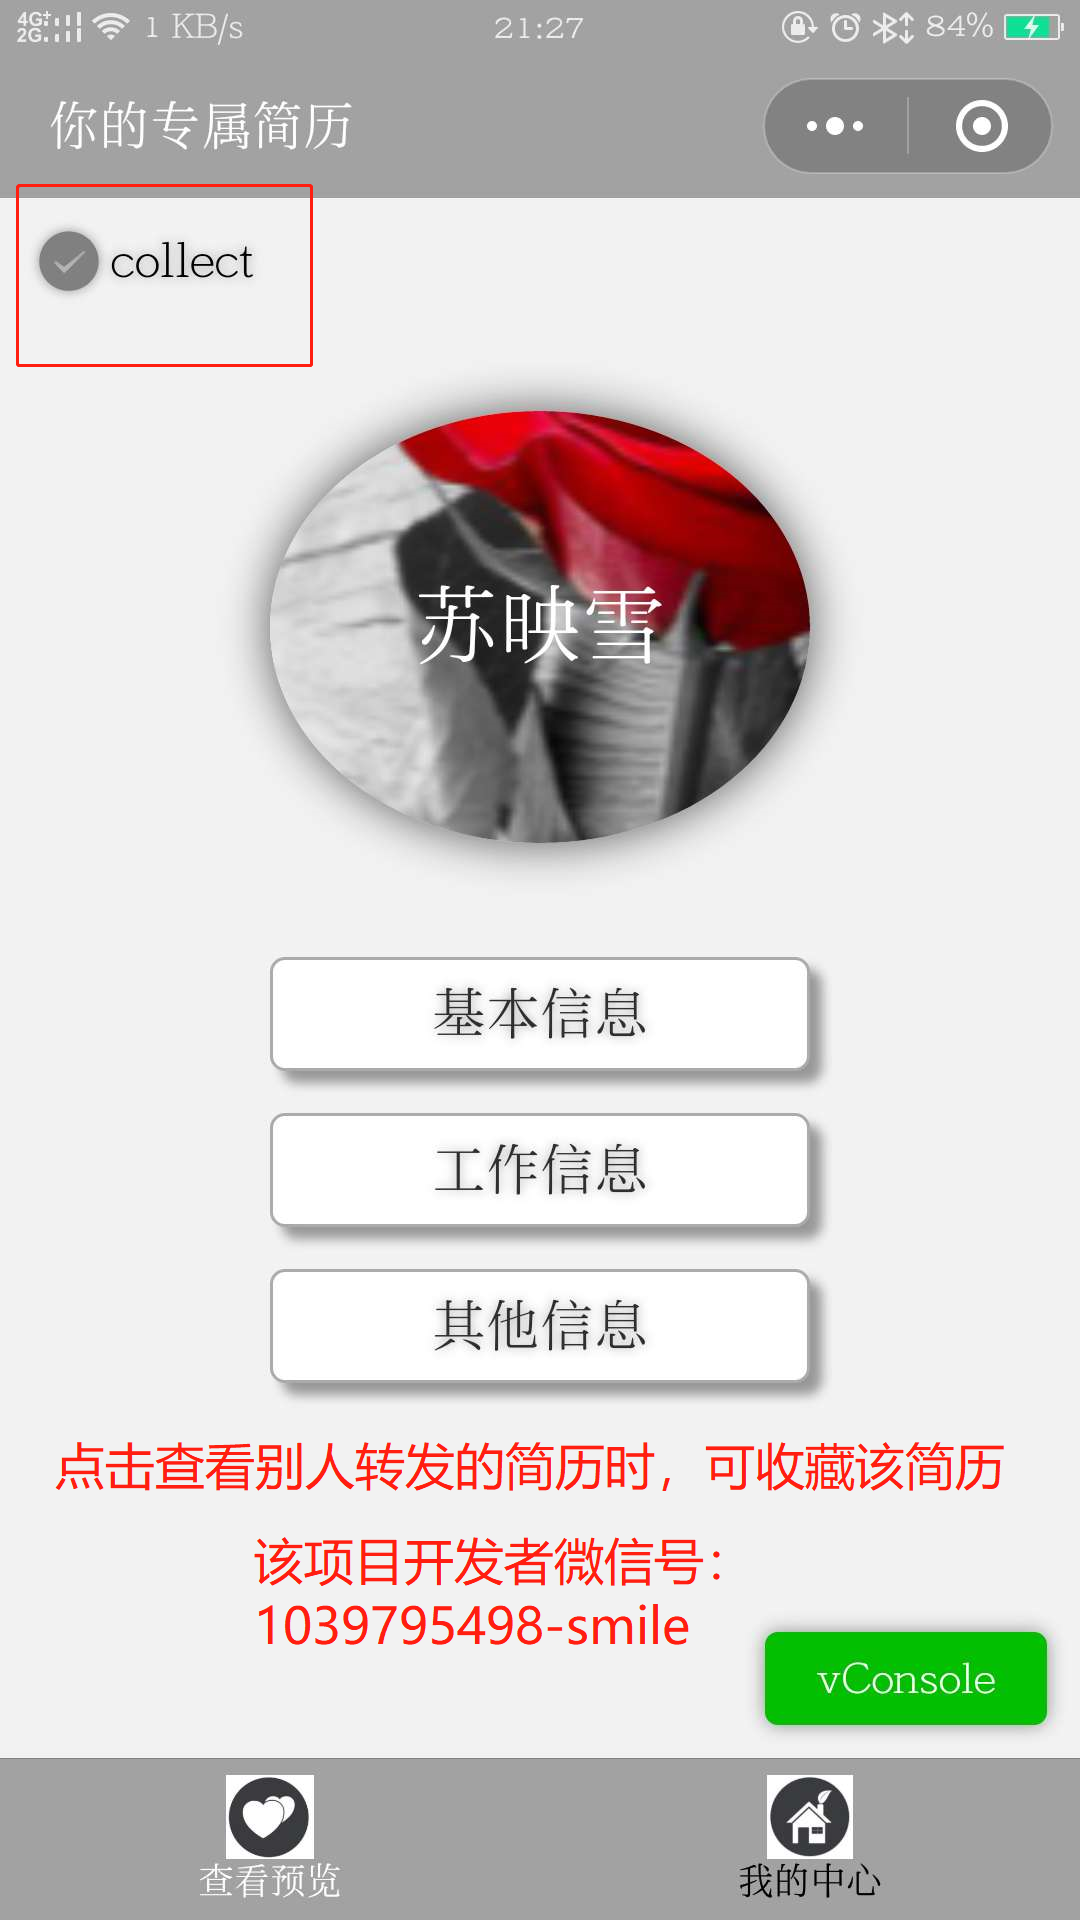 4G+
2G
1 KB/s
21:27
84%
你的专属简历
collect
苏映雪
基本信息
工作信息
其他信息
点击查看别人转发的简历时，可收藏该简历
该项目开发者微信号：
1039795498-smile
vConsole
查看预览
我的中心